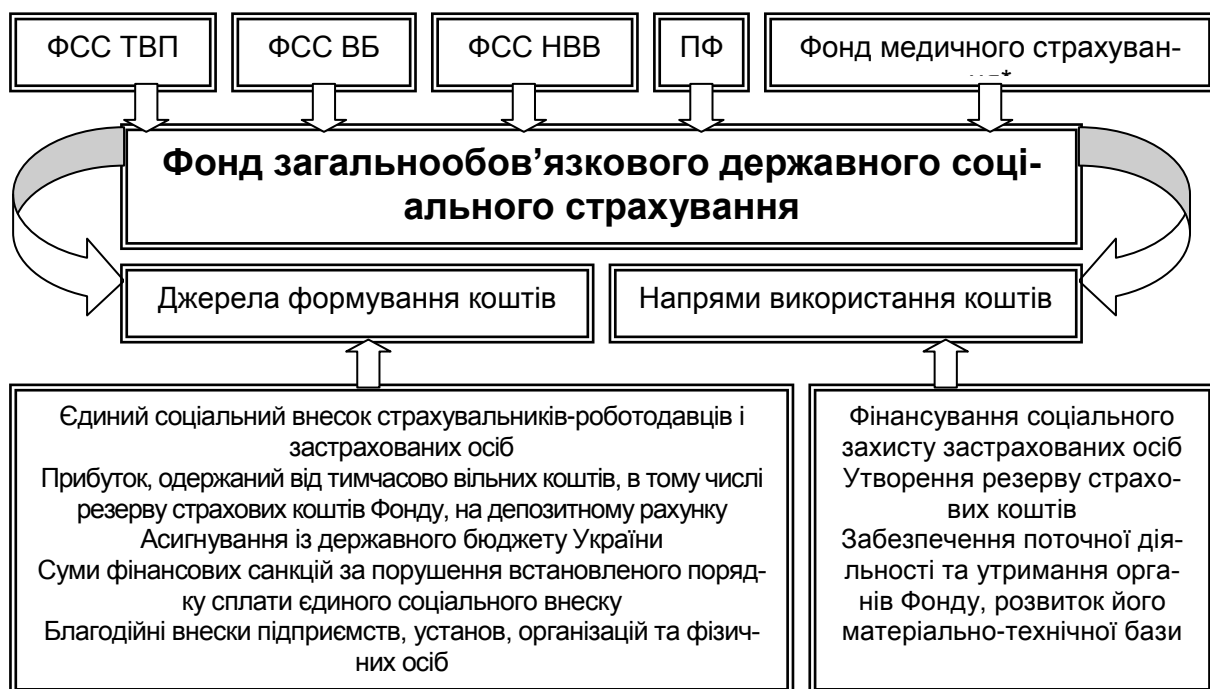 ФСС ТВП
ФСС ВБ
ФСС НВВ
ПФ
Фонд медичного страхуван-
Фонд загальнообов’язкового державного соці-
ального страхування
Джерела формування коштів
Напрями використання коштів
Єдиний соціальний внесок страхувальників-роботодавців і
застрахованих осіб
Прибуток, одержаний від тимчасово вільних коштів, в тому числі
резерву страхових коштів Фонду, на депозитному рахунку
Асигнування із державного бюджету України
Суми фінансових санкцій за порушення встановленого поряд-
ку сплати єдиного соціального внеску
Благодійні внески підприємств, установ, організацій та фізич-
них осіб
Фінансування соціального
захисту застрахованих осіб
Утворення резерву страхо-
вих коштів
Забезпечення поточної дія-
льності та утримання орга-
нів Фонду, розвиток його
матеріально-технічної бази